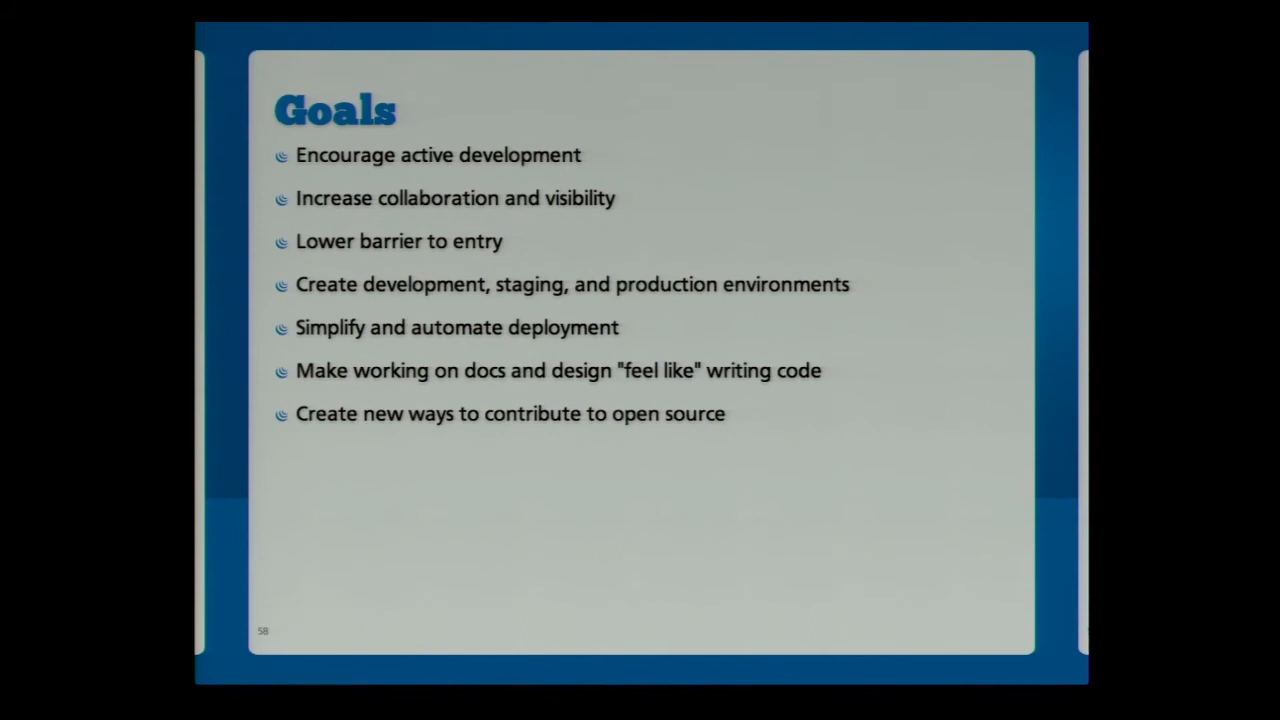 Goals
Encourage active development
Increase collaboration and visibility
Lower barrier to entry
Create development, staging, and production environments
Simplify and automate deployment
Make working on docs and design "feel like" writing code
Create new ways to contribute to open source
58